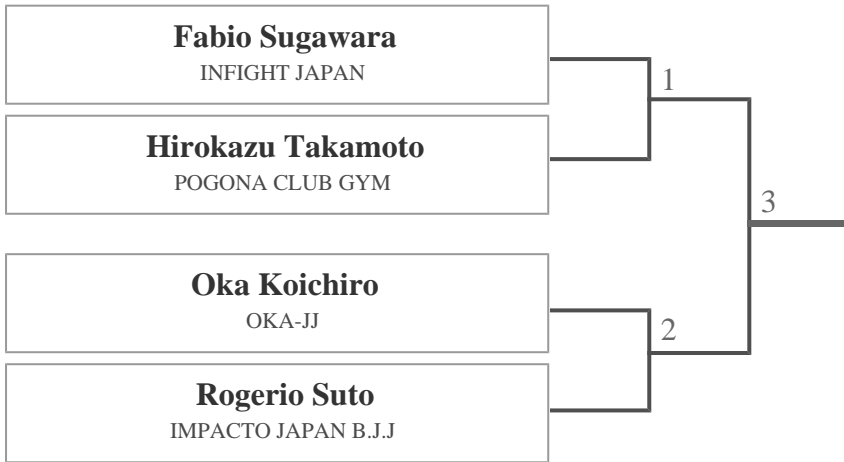 Fabio Sugawara
INFIGHT JAPAN
1
Hirokazu Takamoto
POGONA CLUB GYM
3
Oka Koichiro
OKA-JJ
2
Rogerio Suto
IMPACTO JAPAN B.J.J